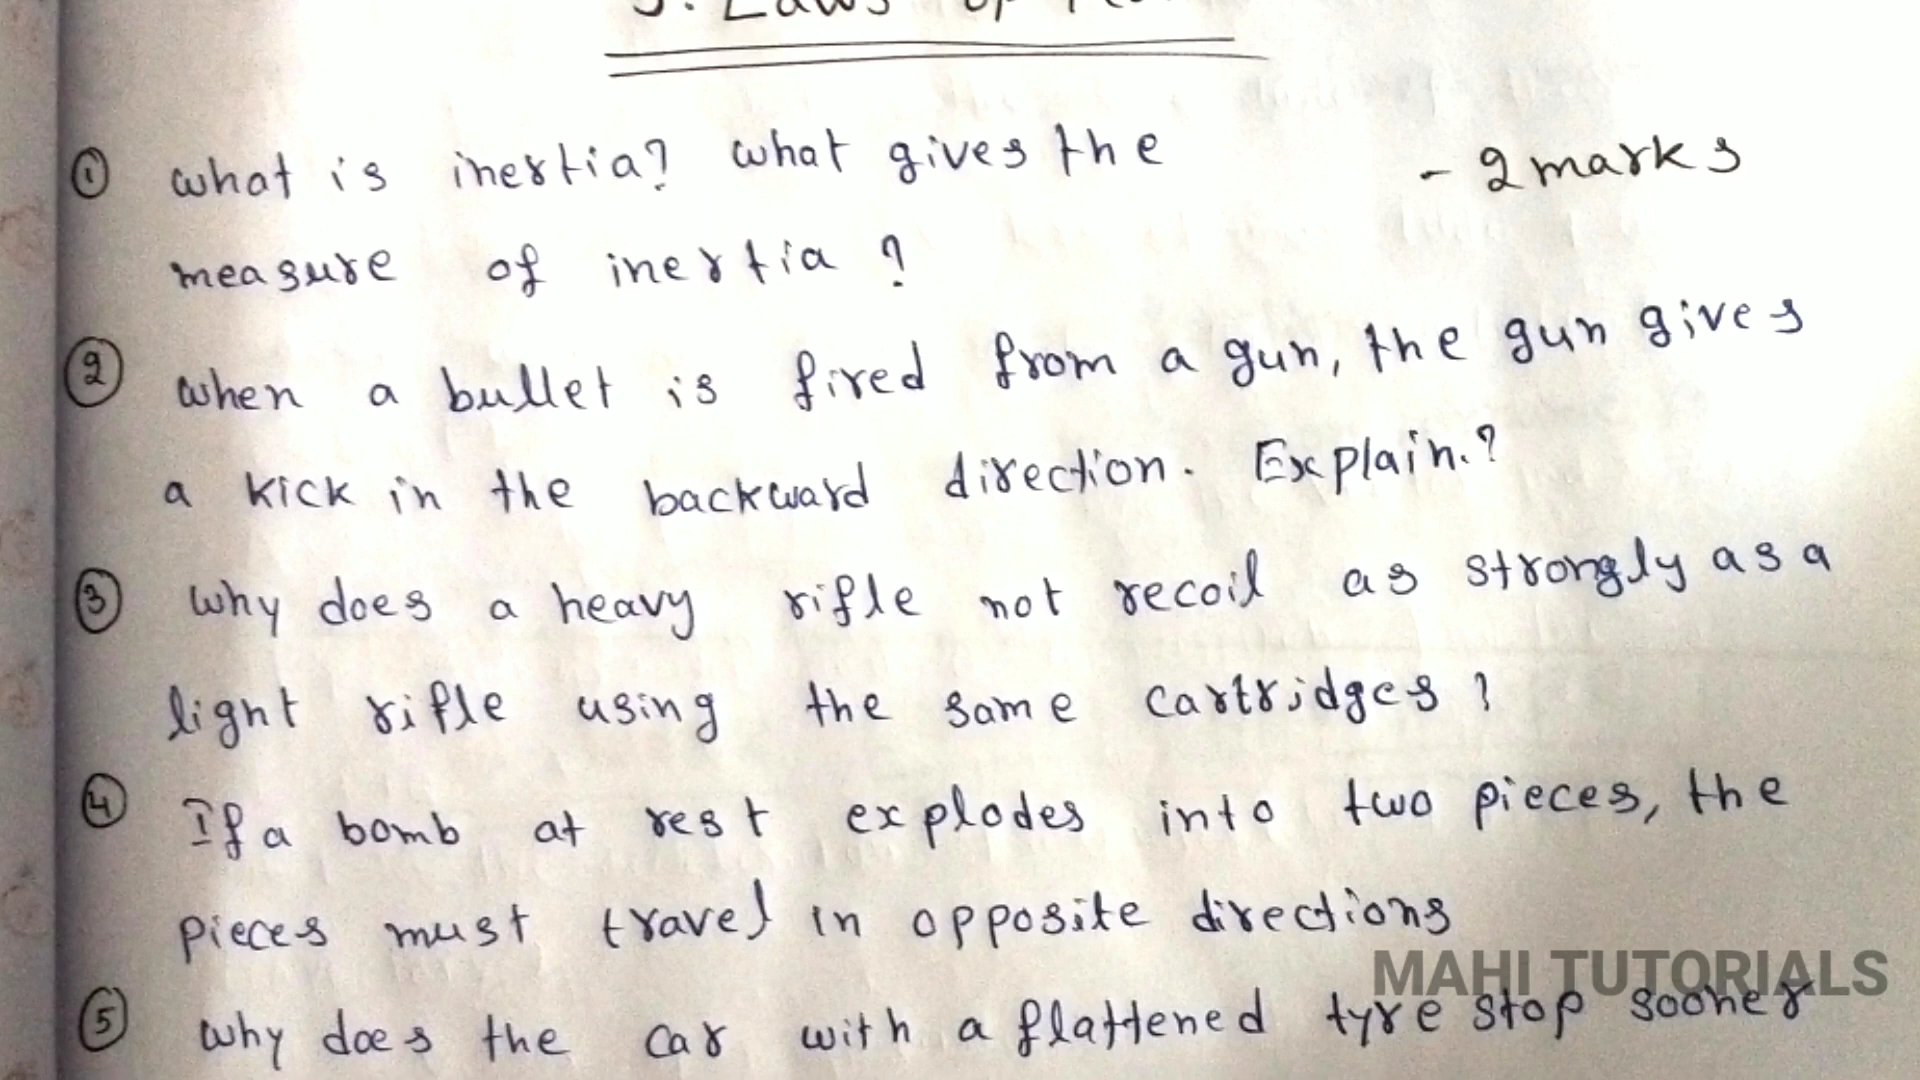 5. Laws of
① what is inertia? what gives the - 2 marks
measure of inertia ?
② when a bullet is fired from a gun, the gun gives
a kick in the backward direction. Explain.?
③ why does a heavy rifle not recoil as strongly as a
light rifle using the same cartridges ?
④ If a bomb at rest explodes into two pieces, the
pieces must travel in opposite directions
MAHI TUTORIALS
⑤ why does the car with a flattened tyre stop sooner